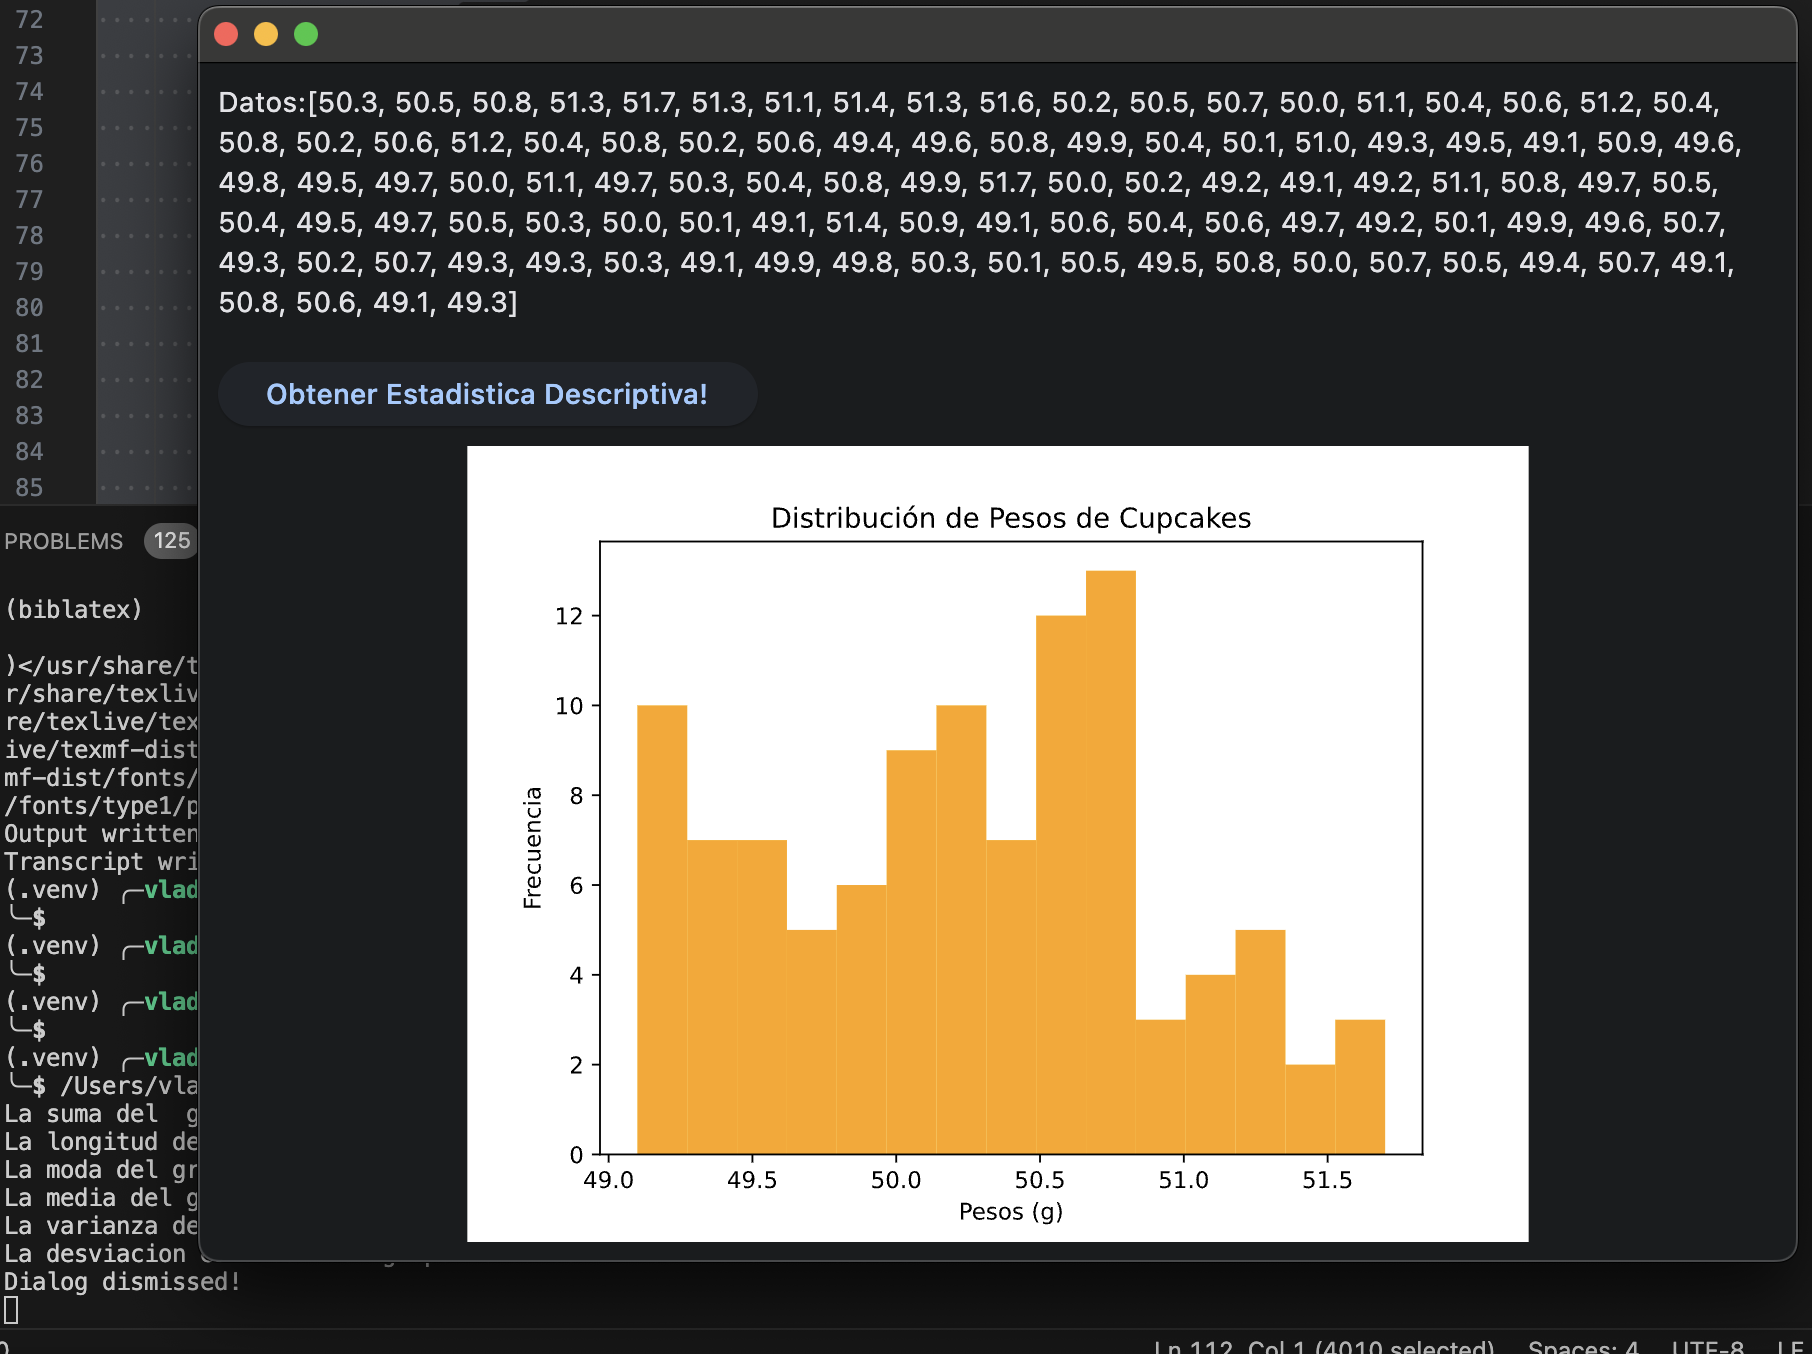 72
73
74
75
76
77
78
79
80
81
82
83
84
85
PROBLEMS 125
(biblatex)
)</usr/share/t
r/share/texliv
re/texlive/tex
ive/texmf-dist
mf-dist/fonts/
/fonts/type1/p
Output written
Transcript wri
(.venv) ╭─vlad
╰─$
(.venv) ╭─vlad
╰─$
(.venv) ╭─vlad
╰─$
(.venv) ╭─vlad
╰─$ /Users/vla
La suma del g
La longitud de
La moda del gr
La media del g
La varianza de
La desviacion
Dialog dismissed!
Datos:[50.3, 50.5, 50.8, 51.3, 51.7, 51.3, 51.1, 51.4, 51.3, 51.6, 50.2, 50.5, 50.7, 50.0, 51.1, 50.4, 50.6, 51.2, 50.4,
50.8, 50.2, 50.6, 51.2, 50.4, 50.8, 50.2, 50.6, 49.4, 49.6, 50.8, 49.9, 50.4, 50.1, 51.0, 49.3, 49.5, 49.1, 50.9, 49.6,
49.8, 49.5, 49.7, 50.0, 51.1, 49.7, 50.3, 50.4, 50.8, 49.9, 51.7, 50.0, 50.2, 49.2, 49.1, 49.2, 51.1, 50.8, 49.7, 50.5,
50.4, 49.5, 49.7, 50.5, 50.3, 50.0, 50.1, 49.1, 51.4, 50.9, 49.1, 50.6, 50.4, 50.6, 49.7, 49.2, 50.1, 49.9, 49.6, 50.7,
49.3, 50.2, 50.7, 49.3, 49.3, 50.3, 49.1, 49.9, 49.8, 50.3, 50.1, 50.5, 49.5, 50.8, 50.0, 50.7, 50.5, 49.4, 50.7, 49.1,
50.8, 50.6, 49.1, 49.3]
Obtener Estadistica Descriptiva!
Distribución de Pesos de Cupcakes
12
10
8
6
4
2
0
Frecuencia
49.0 49.5 50.0 50.5 51.0 51.5
Pesos (g)
Ln 112, Col 1 (4010 selected) Spaces: 4 UTF-8 LF